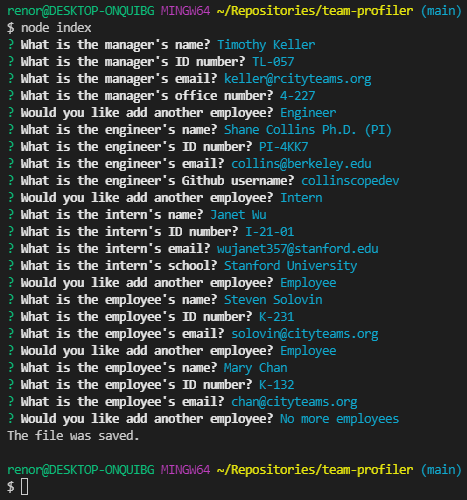 renor@DESKTOP-ONQUIBG MINGW64 ~/Repositories/team-profiler (main)
$ node index
? What is the manager's name? Timothy Keller
? What is the manager's ID number? TL-057
? What is the manager's email? keller@rcityteams.org
? What is the manager's office number? 4-227
? Would you like add another employee? Engineer
? What is the engineer's name? Shane Collins Ph.D. (PI)
? What is the engineer's ID number? PI-4KK7
? What is the engineer's email? collins@berkeley.edu
? What is the engineer's Github username? collinscopedev
? Would you like add another employee? Intern
? What is the intern's name? Janet Wu
? What is the intern's ID number? I-21-01
? What is the intern's email? wujanet357@stanford.edu
? What is the intern's school? Stanford University
? Would you like add another employee? Employee
? What is the employee's name? Steven Solovin
? What is the employee's ID number? K-231
? What is the employee's email? solovin@cityteams.org
? Would you like add another employee? Employee
? What is the employee's name? Mary Chan
? What is the employee's ID number? K-132
? What is the employee's email? chan@cityteams.org
? Would you like add another employee? No more employees
The file was saved.
renor@DESKTOP-ONQUIBG MINGW64 ~/Repositories/team-profiler (main)
$